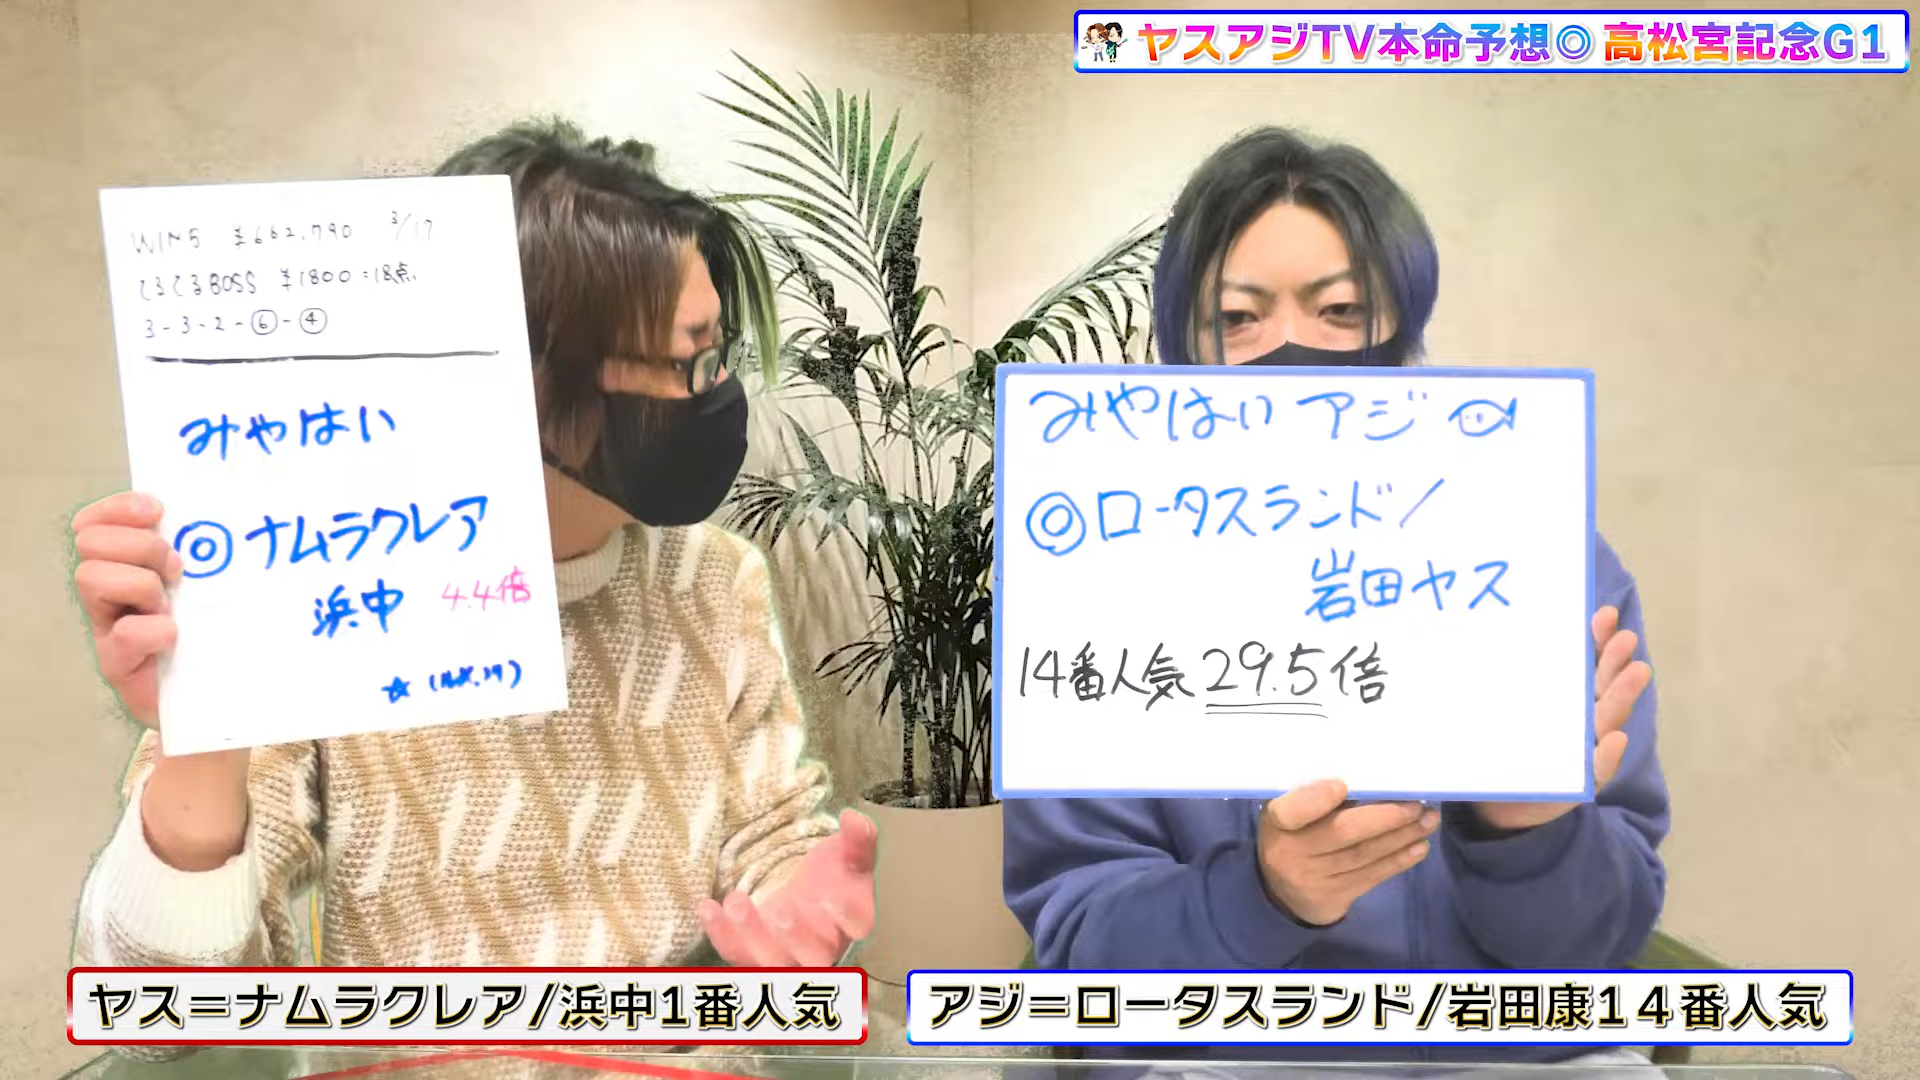 ヤスアジTV本命予想◎高松宮記念G1
WIN5 ¥662,790 3/17
てるてるBOSS ¥1800=18点
3-3-2-⑥-④
みやはい
◎ナムラクレア
浜中 4.4倍
みやはい アジ
◎ロータスランド/
岩田ヤス
14番人気 29.5倍
ヤス=ナムラクレア/浜中1番人気
アジ=ロータスランド/岩田康14番人気